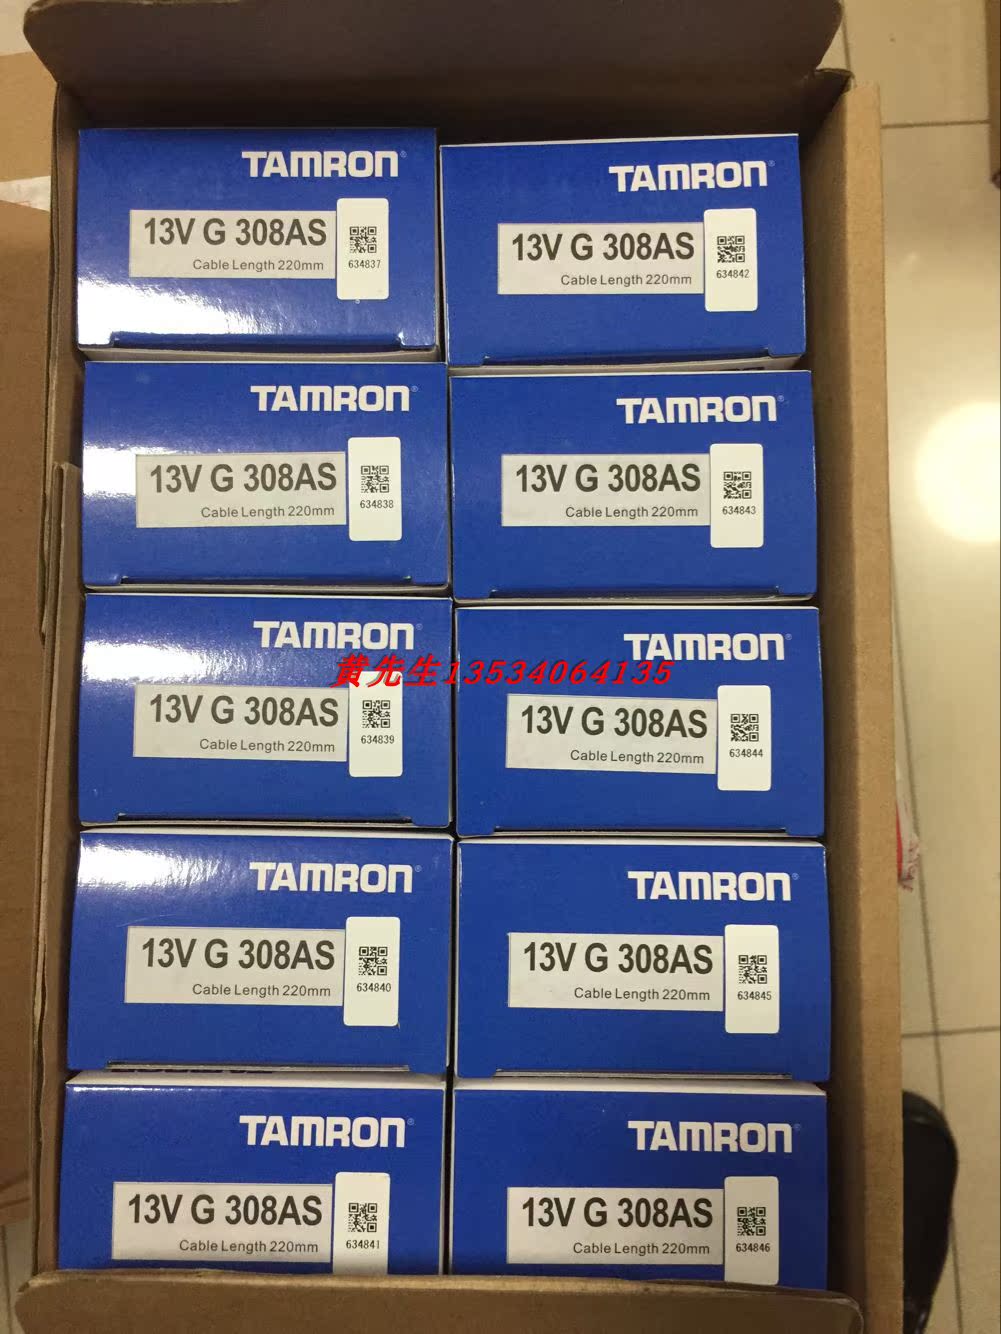 TAMRON®
13V G 308AS
Cable Length 220mm
634837
TAMRON®
13V G 308AS
Cable Length 220mm
634842
TAMRON®
13V G 308AS
Cable Length 220mm
634838
TAMRON®
13V G 308AS
Cable Length 220mm
634843
TAMRON®
13V G 308AS
Cable Length 220mm
634839
TAMRON®
13V G 308AS
Cable Length 220mm
634844
黄先生13534064135
TAMRON®
13V G 308AS
Cable Length 220mm
634840
TAMRON®
13V G 308AS
Cable Length 220mm
634845
TAMRON®
13V G 308AS
Cable Length 220mm
634841
TAMRON®
13V G 308AS
Cable Length 220mm
634846